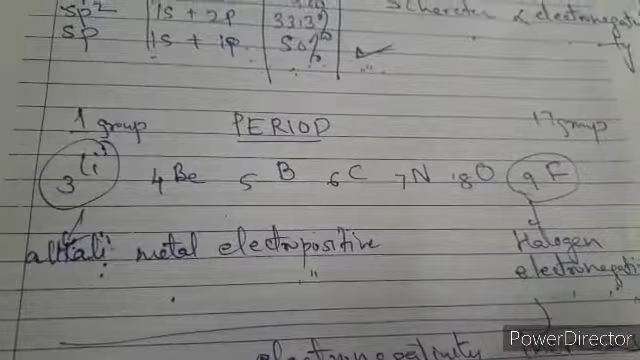 sp² 1s + 2p 33.3%
sp 1s + 1p 50%
1 group PERIOD 17 group
3 Li 4 Be 5 B 6 C 7 N 8 O 9 F
alkali metal electropositive Halogen
electronegati
PowerDirector